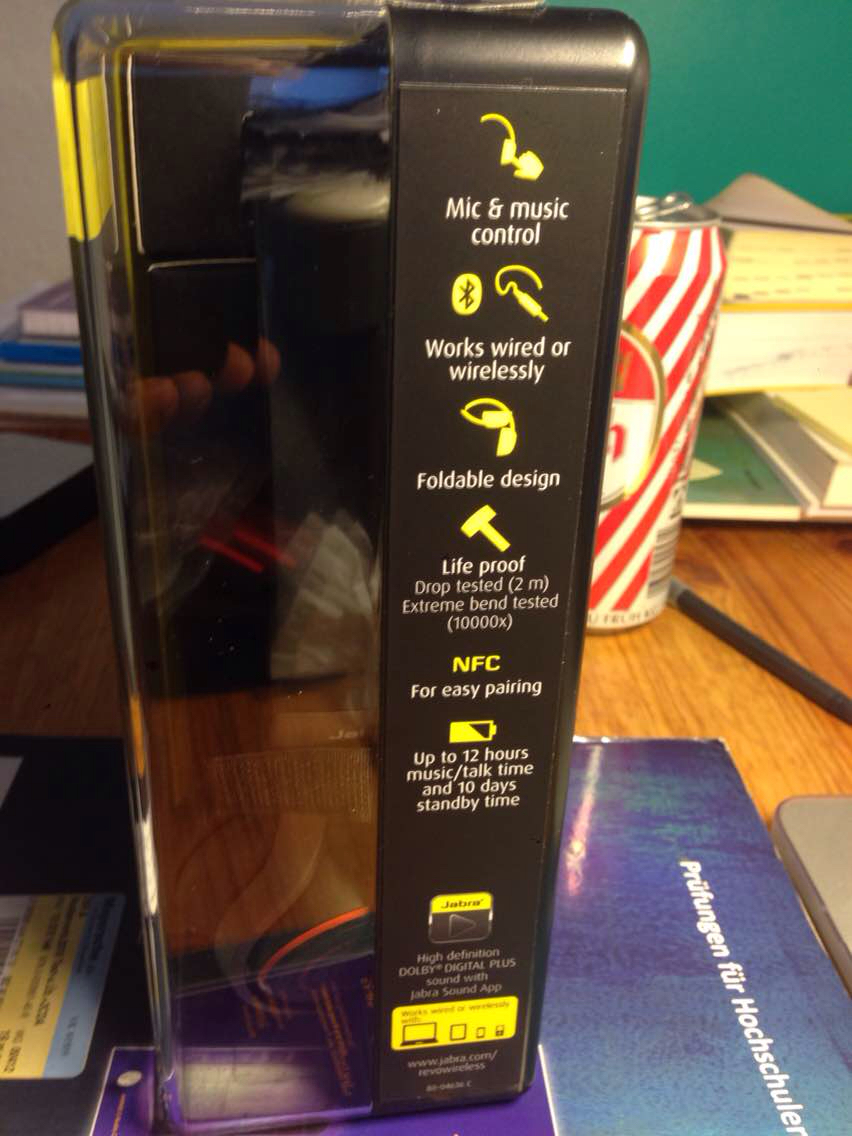 Mic & music
control
Works wired or
wirelessly
Foldable design
Life proof
Drop tested (2 m)
Extreme bend tested
(10000x)
NFC
For easy pairing
Up to 12 hours
music/talk time
and 10 days
standby time
Jabra®
High definition
DOLBY® DIGITAL PLUS
sound with
Jabra Sound App
Works wired or wirelessly
with:
www.jabra.com/
revowireless
Prüfungen für Hochschulen